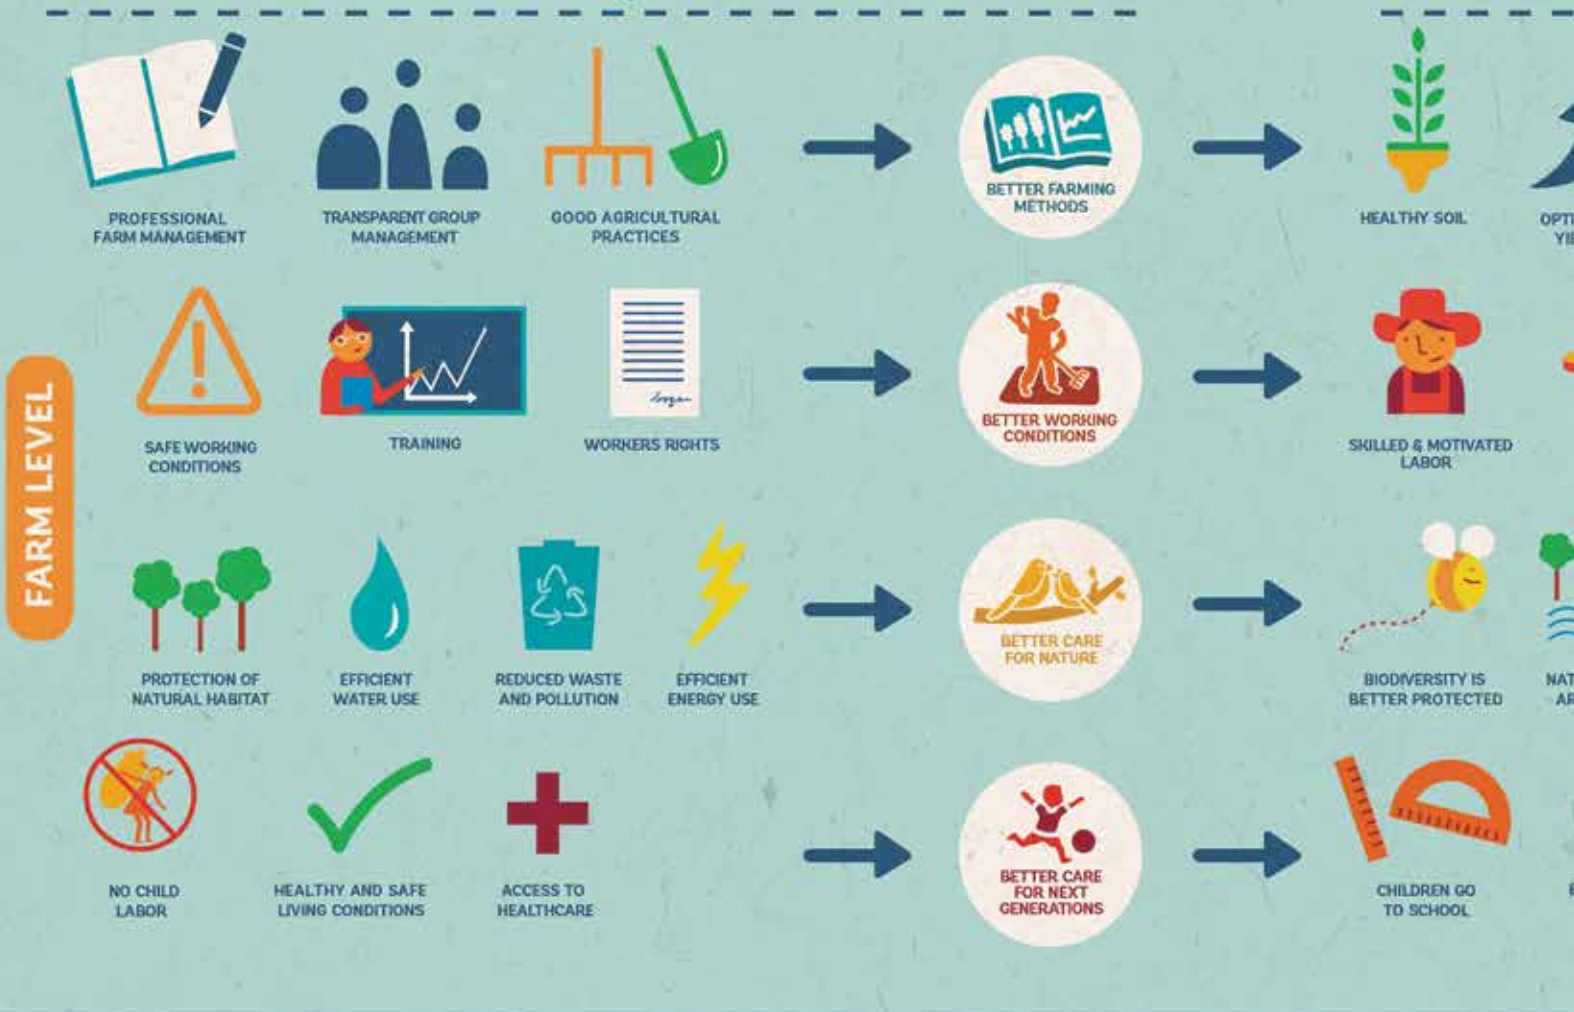 PROFESSIONAL
FARM MANAGEMENT
TRANSPARENT GROUP
MANAGEMENT
GOOD AGRICULTURAL
PRACTICES
BETTER FARMING
METHODS
HEALTHY SOIL
FARM LEVEL
SAFE WORKING
CONDITIONS
TRAINING
WORKERS RIGHTS
BETTER WORKING
CONDITIONS
SKILLED & MOTIVATED
LABOR
PROTECTION OF
NATURAL HABITAT
EFFICIENT
WATER USE
REDUCED WASTE
AND POLLUTION
EFFICIENT
ENERGY USE
BETTER CARE
FOR NATURE
BIODIVERSITY IS
BETTER PROTECTED
NO CHILD
LABOR
HEALTHY AND SAFE
LIVING CONDITIONS
ACCESS TO
HEALTHCARE
BETTER CARE
FOR NEXT
GENERATIONS
CHILDREN GO
TO SCHOOL